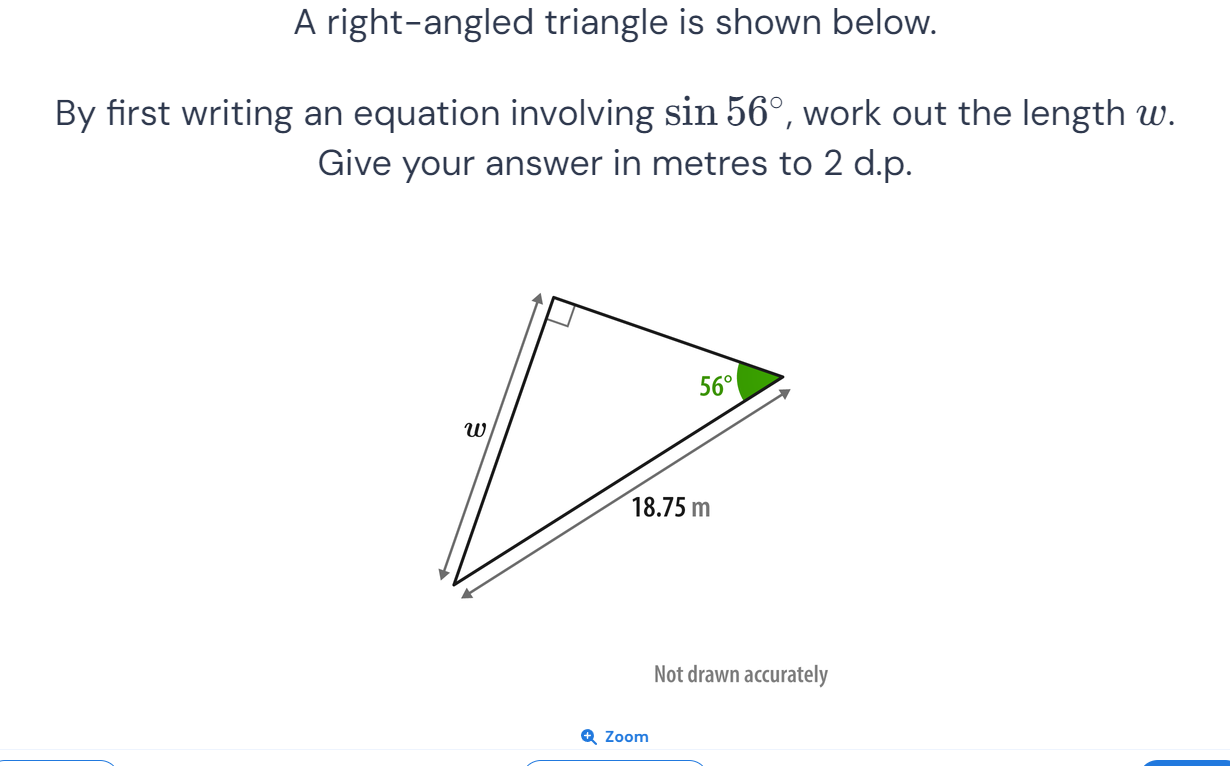 A right-angled triangle is shown below.
By first writing an equation involving sin 56°, work out the length w.
Give your answer in metres to 2 d.p.
56°
w
18.75 m
Not drawn accurately
Zoom